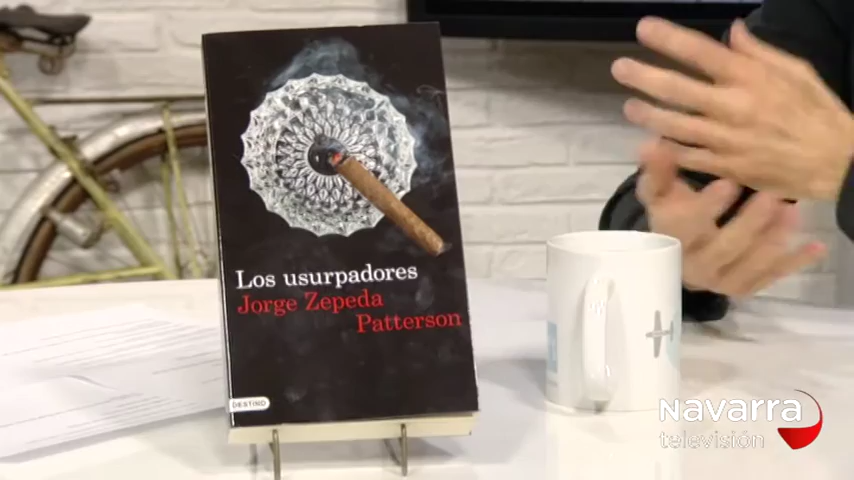 Los usurpadores
Jorge Zepeda
Patterson
DESTINO
Navarra
televisión